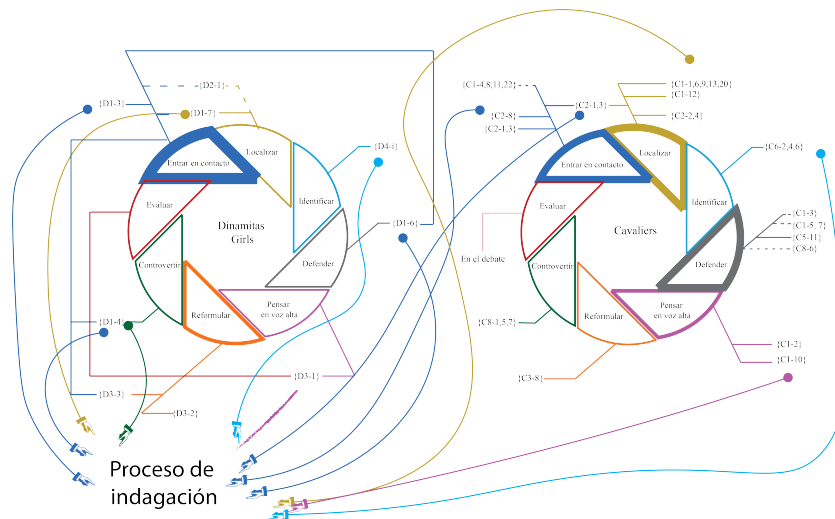 {D2-1}
{D1-3}
{D1-7}
Entrar en contacto
Localizar
{D4-i}
Evaluar
Dinamitas
Girls
Identificar
{D1-6}
Controvertir
Defender
Reformular
Pensar
en voz alta
{D1-4}
{D3-1}
{D3-3}
{D3-2}
{C1-4,8,11,22}
{C2-8}
{C2-1,3}
{C2-1,3}
{C1-1,6,9,13,20}
{C1-12}
{C2-2,4}
Entrar en contacto
Localizar
{C6-2,4,6}
Evaluar
Cavaliers
Identificar
{C1-3}
{C1-5, 7}
{C5-11}
{C8-6}
En el debate
Controvertir
Defender
Reformular
Pensar
en voz alta
{C8-1,5,7}
{C1-2}
{C1-10}
{C3-8}
Proceso de
indagación